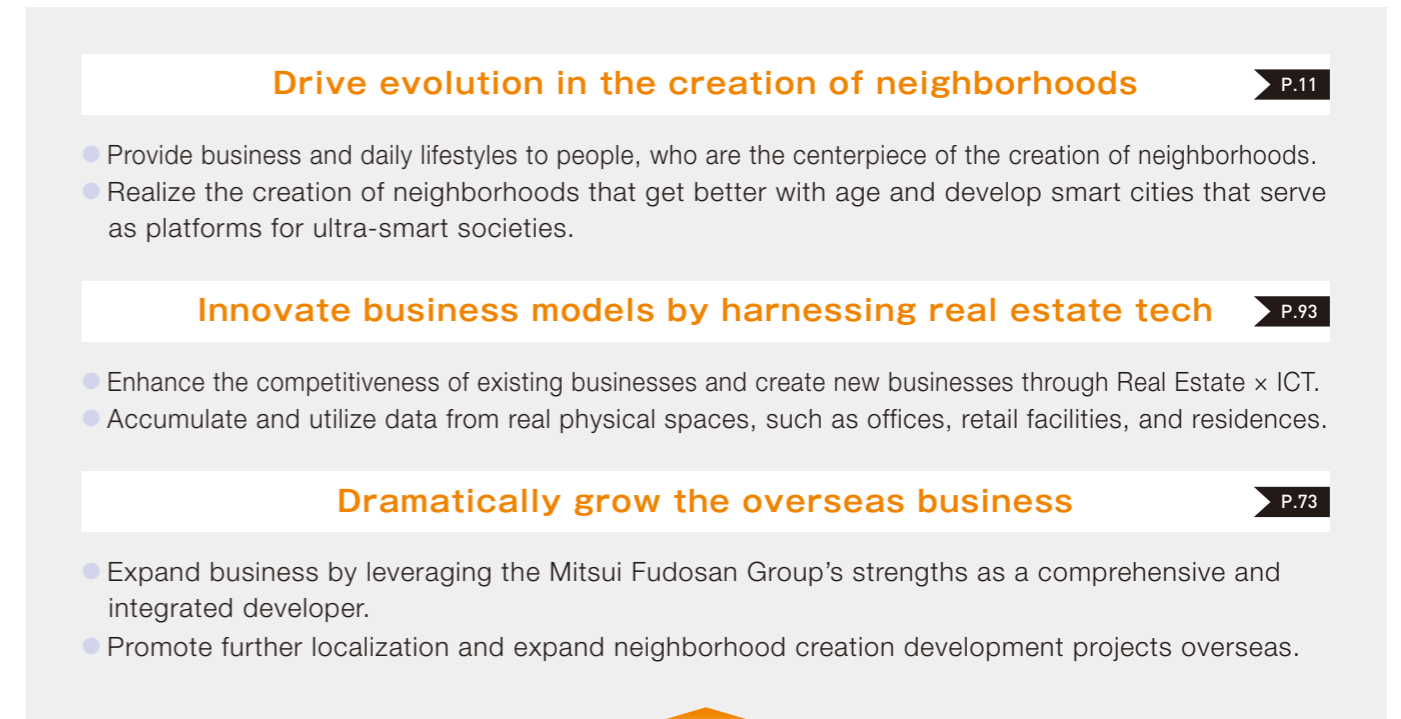 Drive evolution in the creation of neighborhoods P.11
● Provide business and daily lifestyles to people, who are the centerpiece of the creation of neighborhoods.
● Realize the creation of neighborhoods that get better with age and develop smart cities that serve
as platforms for ultra-smart societies.
Innovate business models by harnessing real estate tech P.93
● Enhance the competitiveness of existing businesses and create new businesses through Real Estate × ICT.
● Accumulate and utilize data from real physical spaces, such as offices, retail facilities, and residences.
Dramatically grow the overseas business P.73
● Expand business by leveraging the Mitsui Fudosan Group’s strengths as a comprehensive and
integrated developer.
● Promote further localization and expand neighborhood creation development projects overseas.